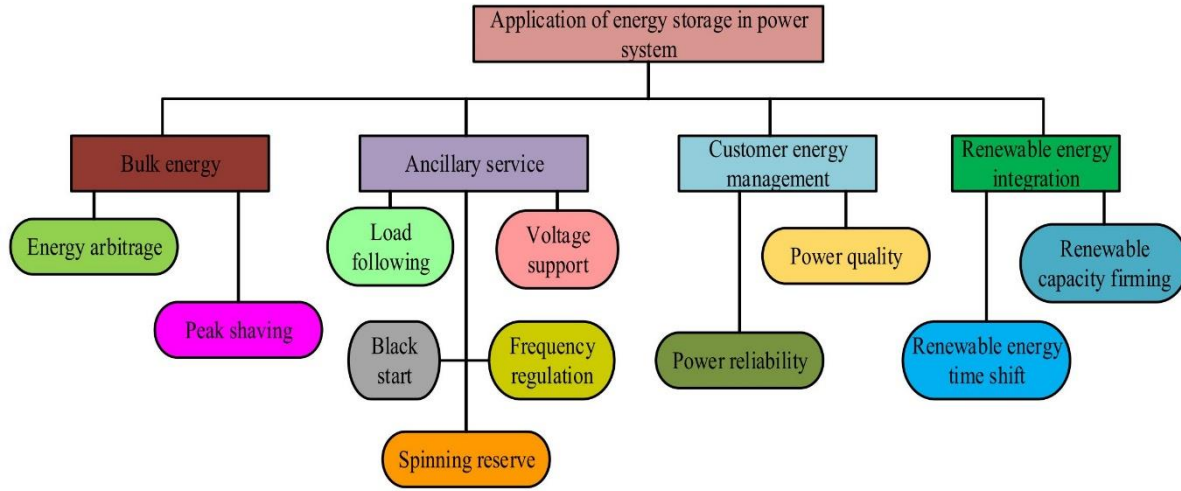 Application of energy storage in power
system
Bulk energy
Ancillary service
Customer energy
management
Renewable energy
integration
Energy arbitrage
Load
following
Voltage
support
Power quality
Renewable
capacity firming
Peak shaving
Black
start
Frequency
regulation
Power reliability
Renewable energy
time shift
Spinning reserve